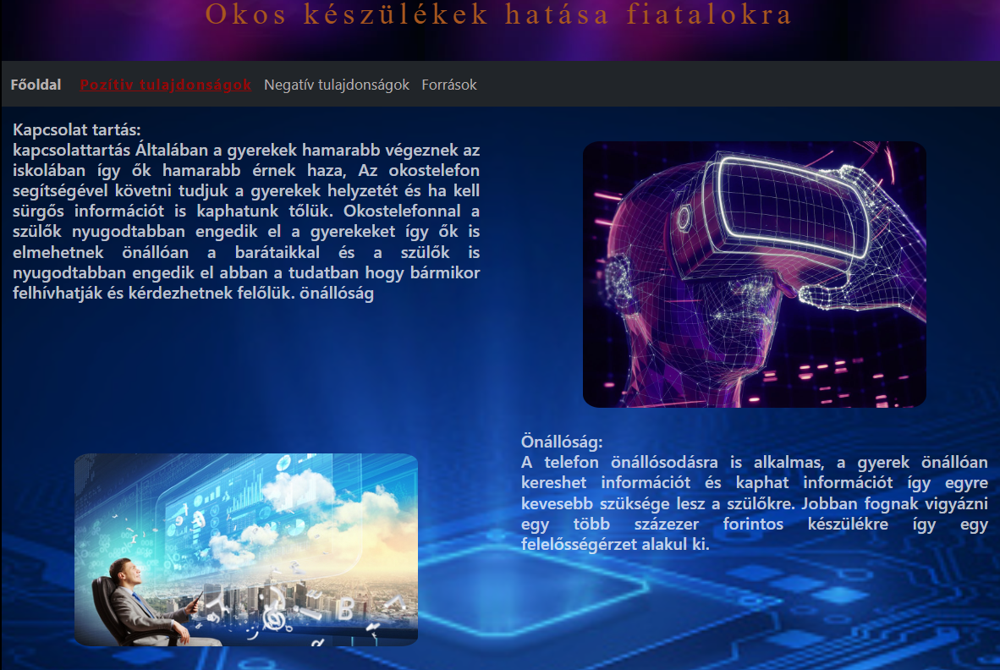 Okos készülékek hatása fiatalokra
Főoldal Pozítiv tulajdonságok Negatív tulajdonságok Források
Kapcsolat tartás:
kapcsolattartás Általában a gyerekek hamarabb végeznek az
iskolában így ők hamarabb érnek haza, Az okostelefon
segítségével követni tudjuk a gyerekek helyzetét és ha kell
sürgős információt is kaphatunk tőlük. Okostelefonnal a
szülők nyugodtabban engedik el a gyerekeket így ők is
elmehetnek önállóan a barátaikkal és a szülők is
nyugodtabban engedik el abban a tudatban hogy bármikor
felhívhatják és kérdezhetnek felőlük. önállóság
Önállóság:
A telefon önállósodásra is alkalmas, a gyerek önállóan
kereshet információt és kaphat információt így egyre
kevesebb szüksége lesz a szülőkre. Jobban fognak vigyázni
egy több százezer forintos készülékre így egy
felelősségérzet alakul ki.
B